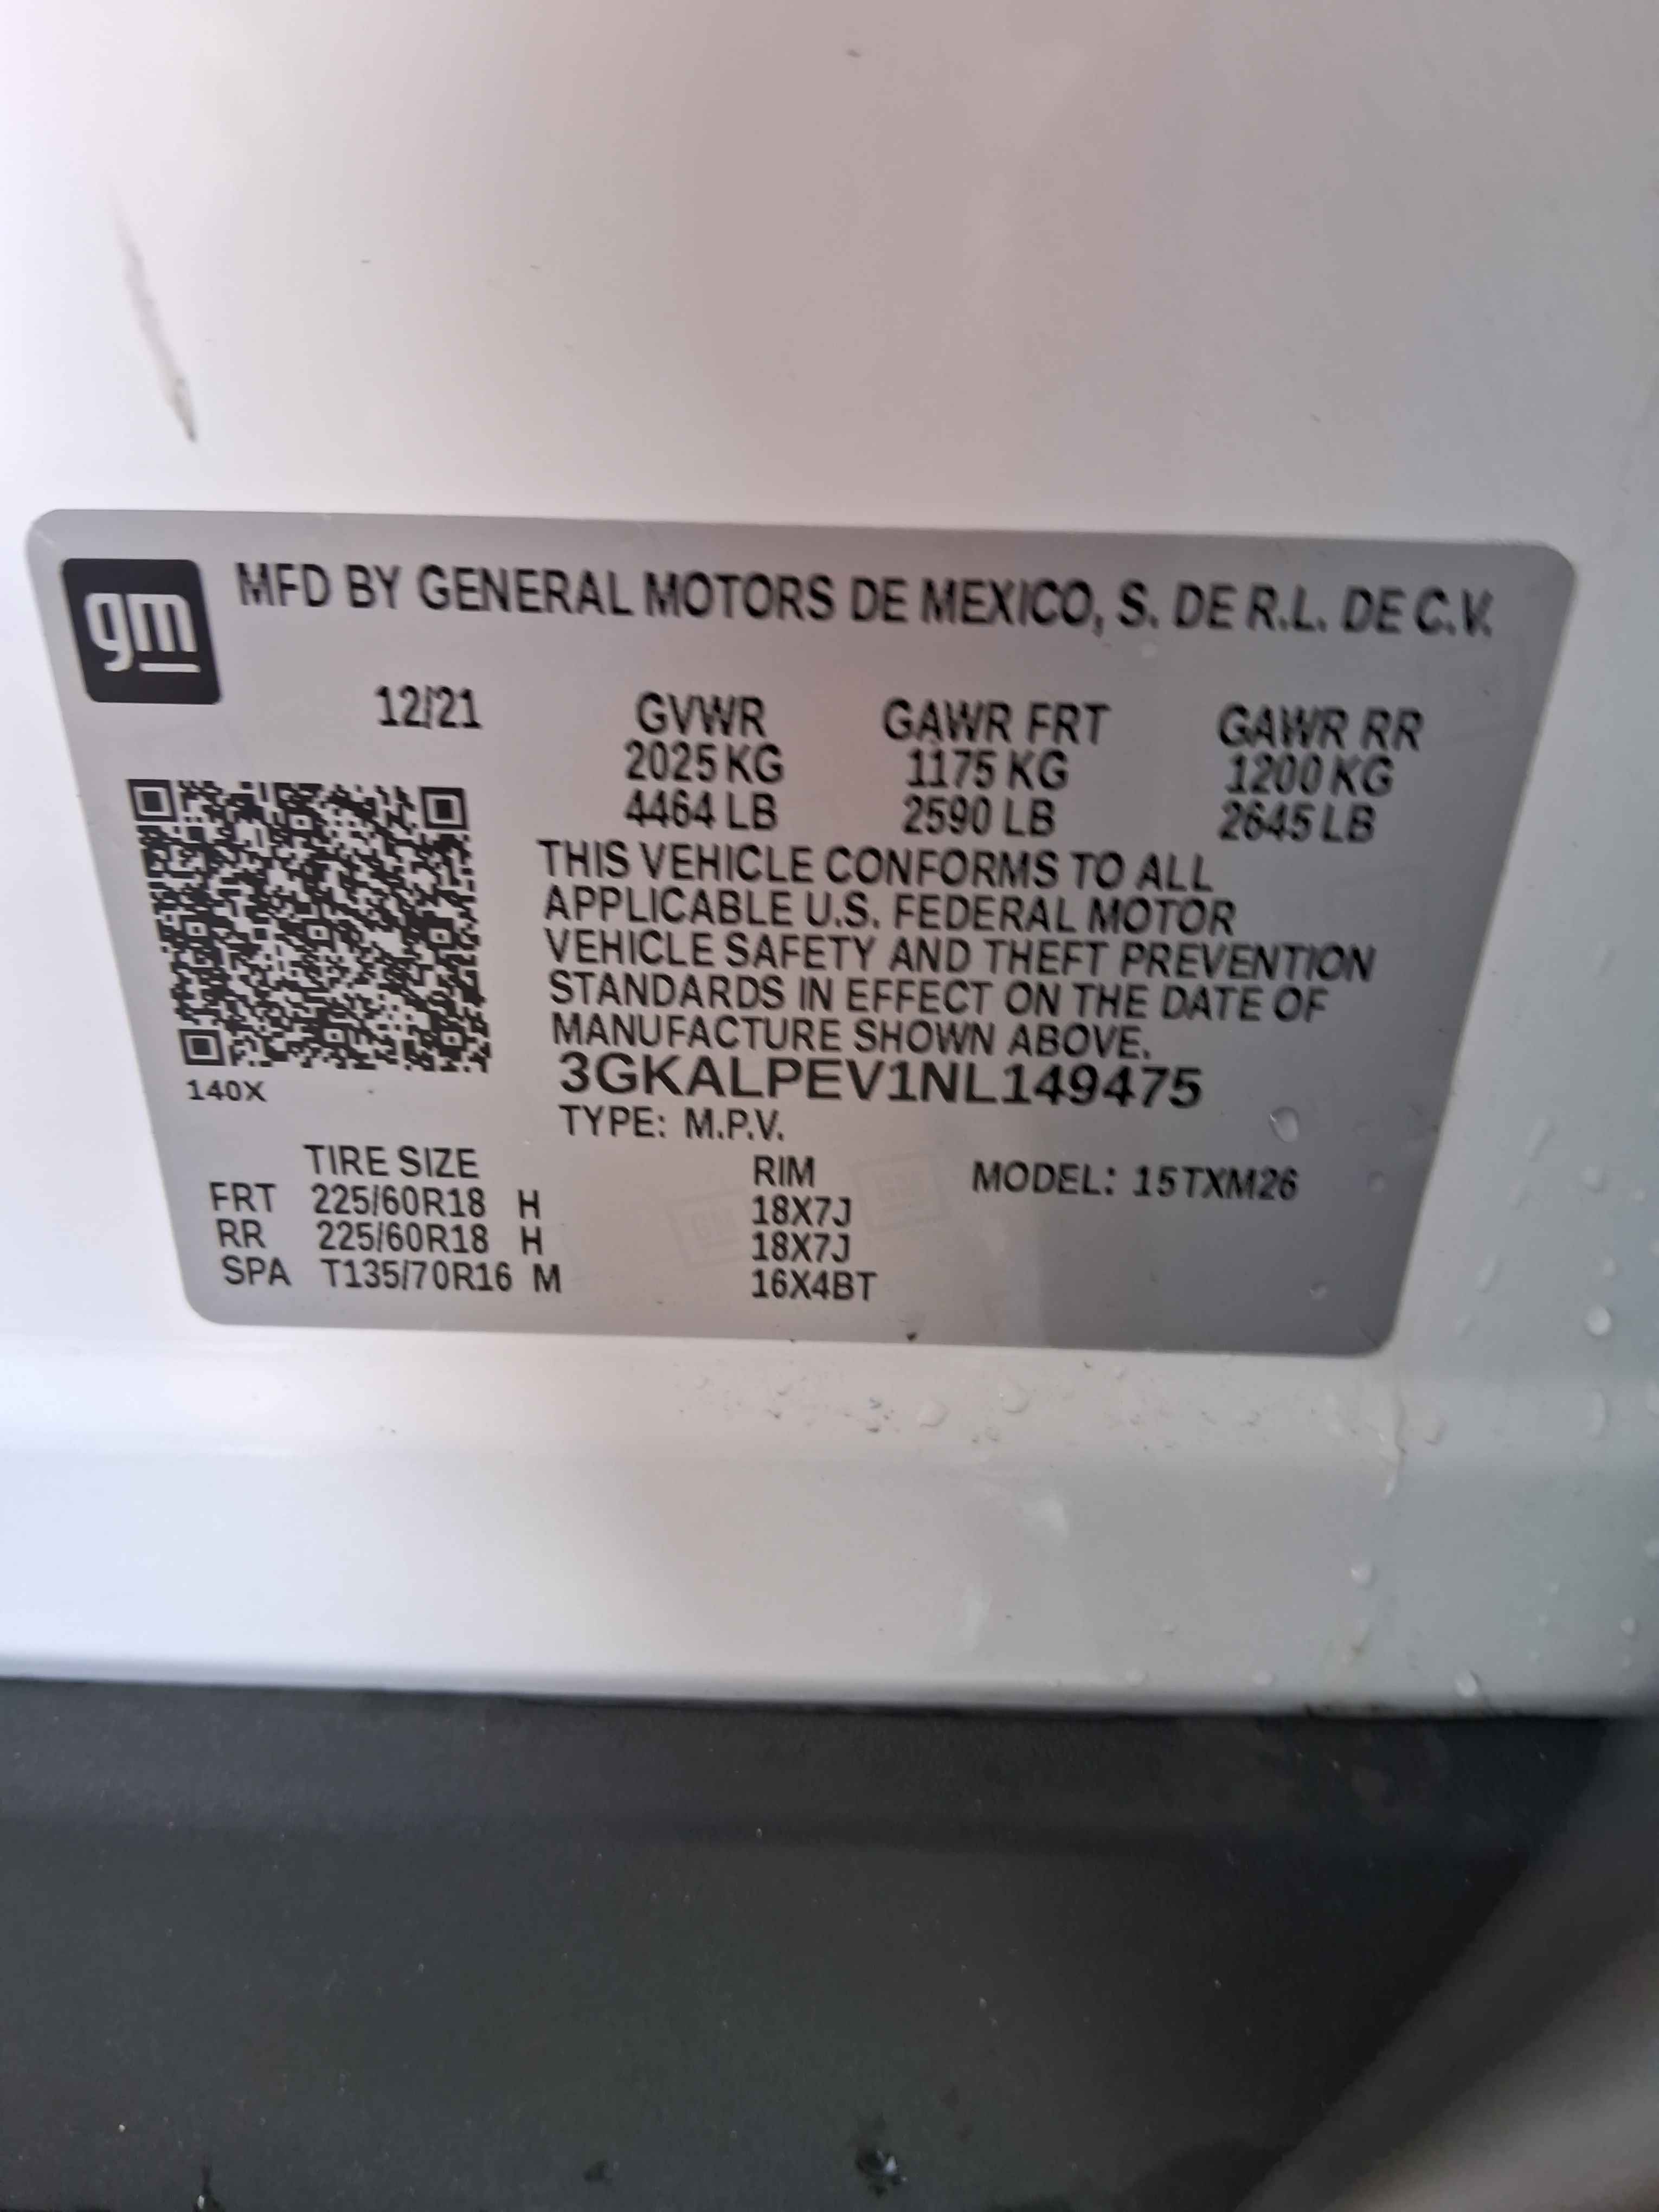 gm
MFD BY GENERAL MOTORS DE MEXICO, S. DE R.L. DE C.V.
12/21 GVWR GAWR FRT GAWR RR
2025 KG 1175 KG 1200 KG
4464 LB 2590 LB 2645 LB
THIS VEHICLE CONFORMS TO ALL
APPLICABLE U.S. FEDERAL MOTOR
VEHICLE SAFETY AND THEFT PREVENTION
STANDARDS IN EFFECT ON THE DATE OF
MANUFACTURE SHOWN ABOVE.
140X 3GKALPEV1NL149475
TYPE: M.P.V.
TIRE SIZE RIM MODEL: 15TXM26
FRT 225/60R18 H 18X7J
RR 225/60R18 H 18X7J
SPA T135/70R16 M 16X4BT